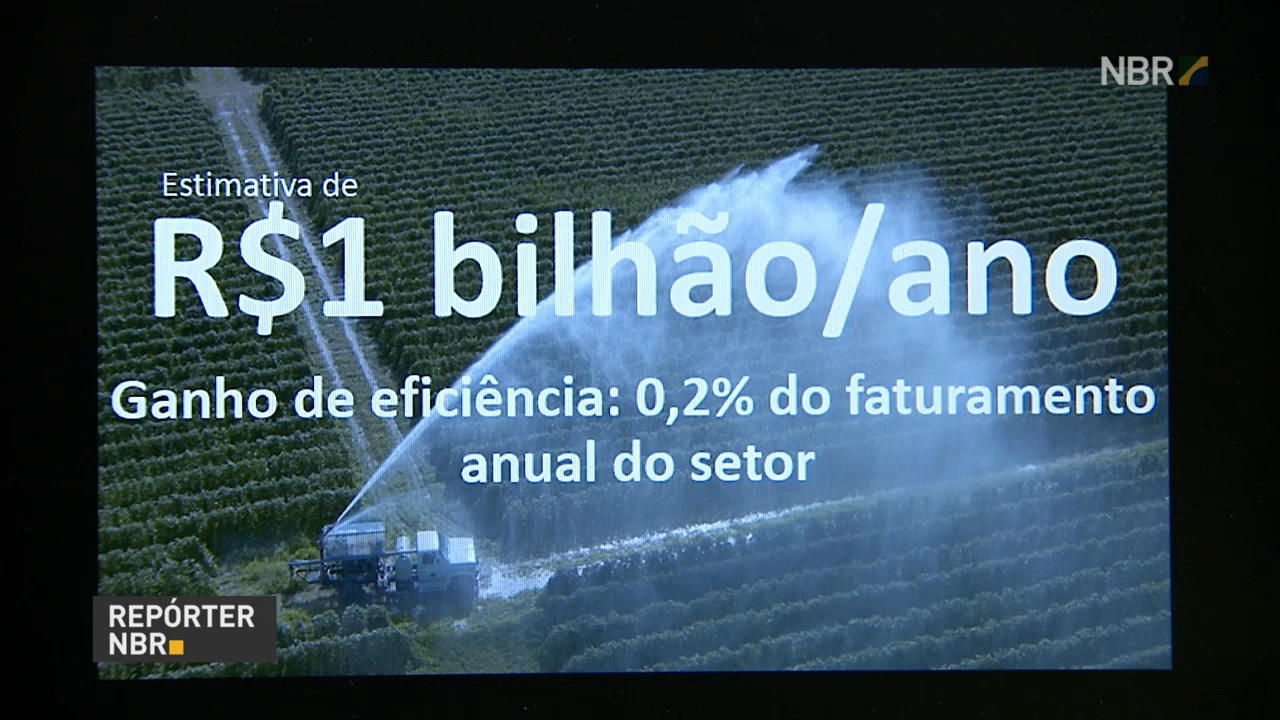 NBR
Estimativa de
R$1 bilhão/ano
Ganho de eficiência: 0,2% do faturamento
anual do setor
REPÓRTER
NBR